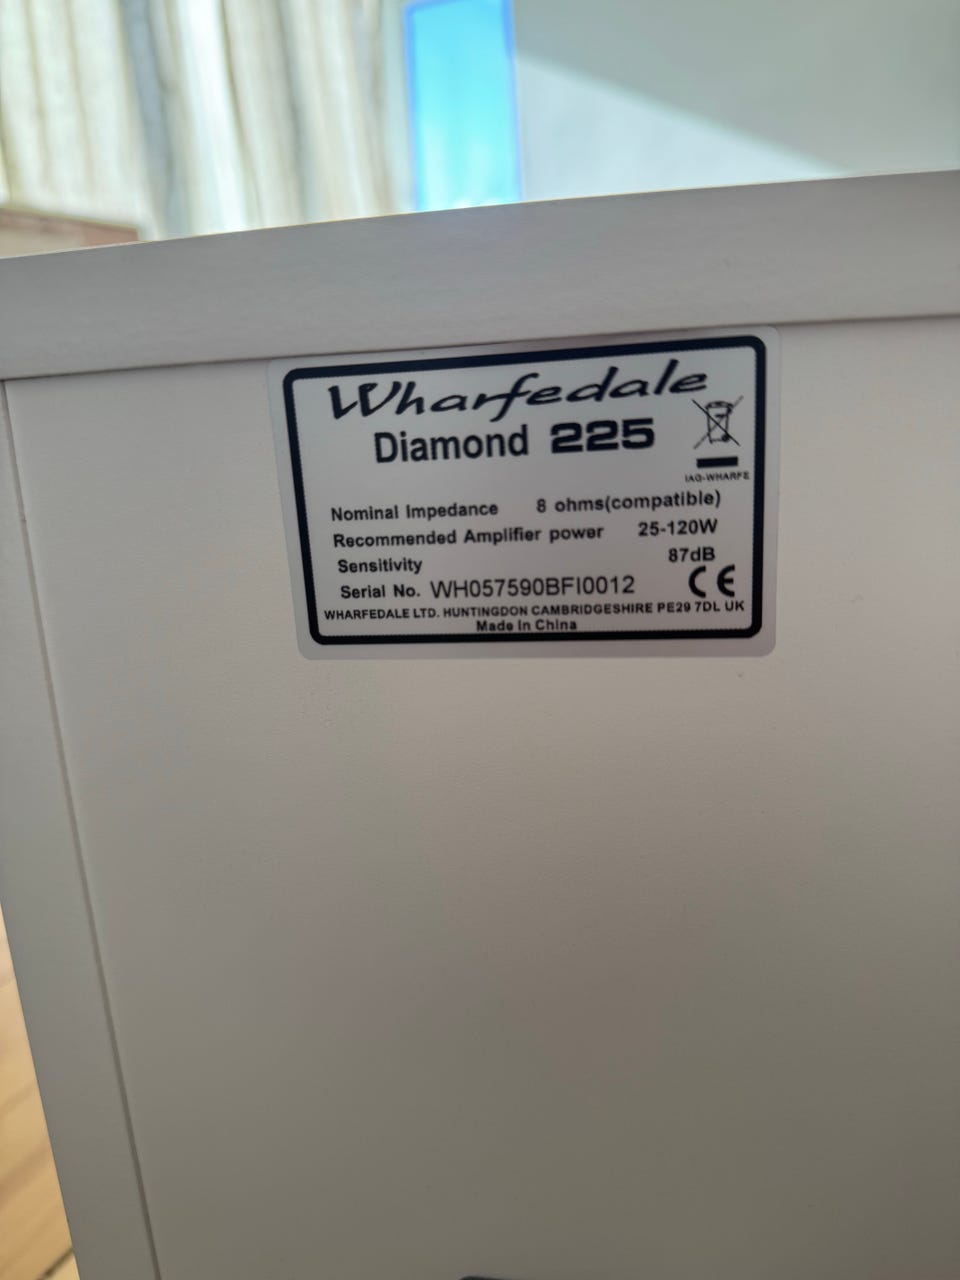 Wharfedale
Diamond 225
IAG-WHARFE
Nominal Impedance 8 ohms(compatible)
Recommended Amplifier power 25-120W
Sensitivity 87dB
Serial No. WH057590BFI0012 CE
WHARFEDALE LTD. HUNTINGDON CAMBRIDGESHIRE PE29 7DL UK
Made In China